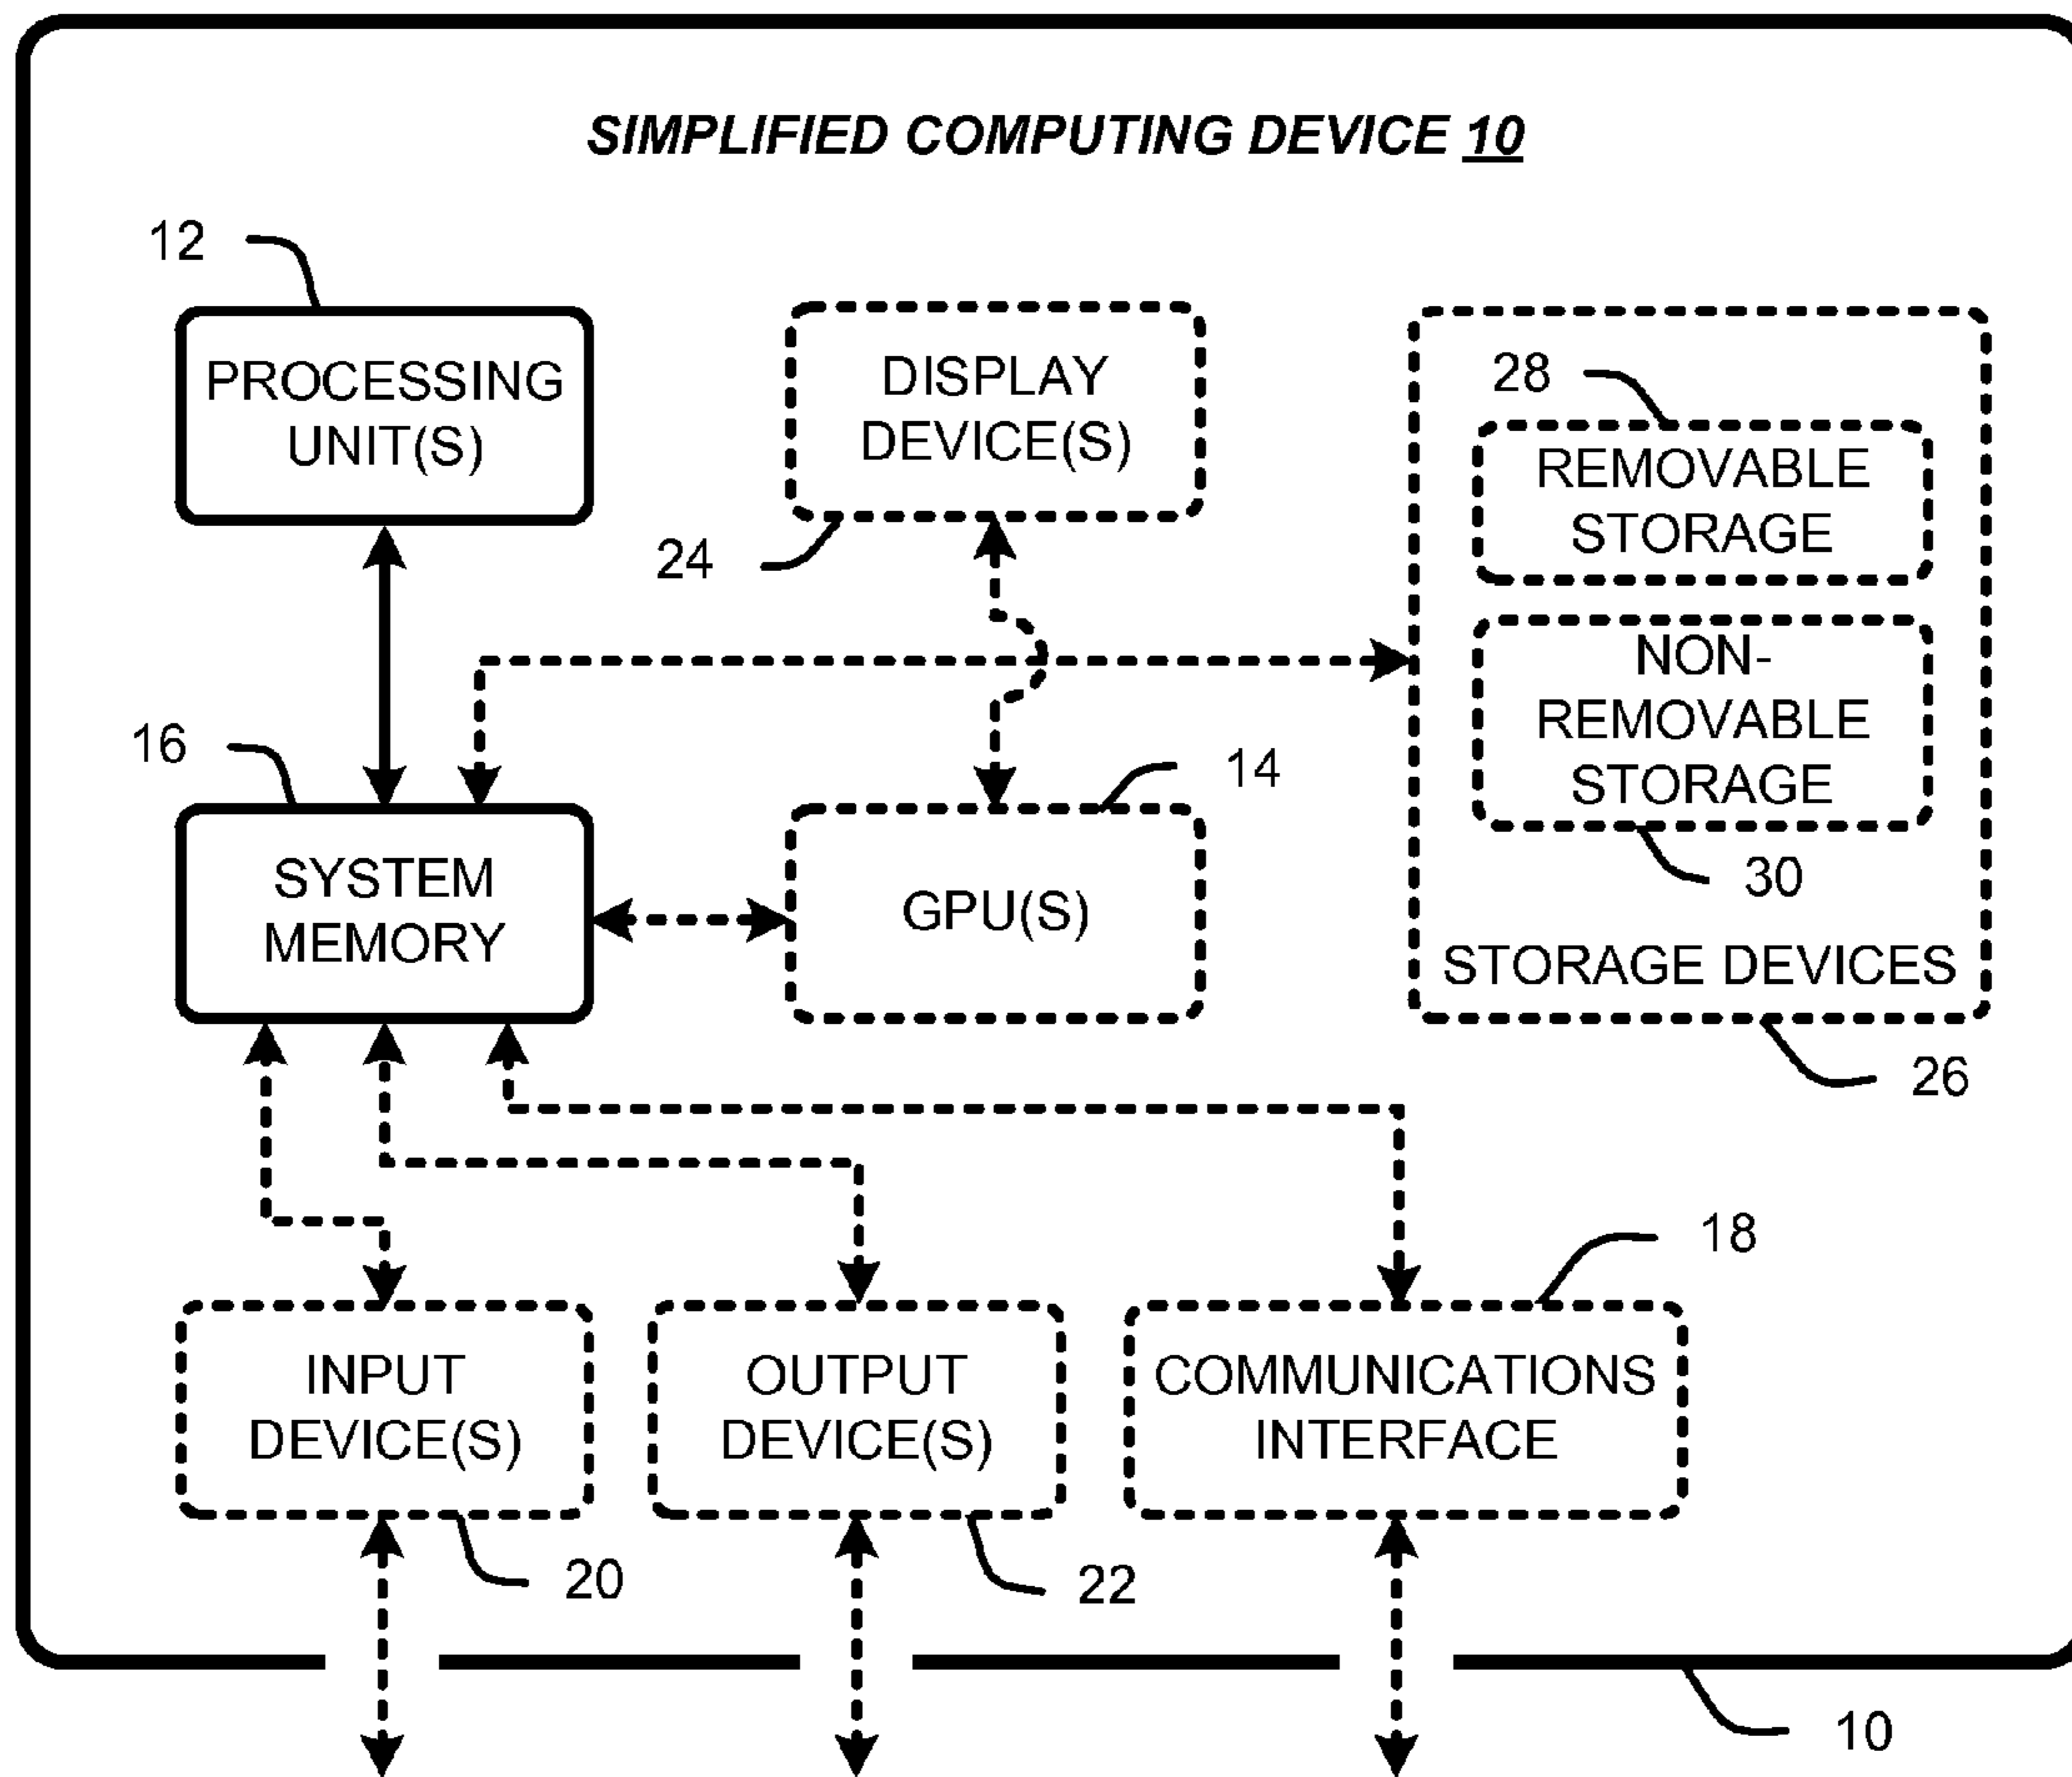 SIMPLIFIED COMPUTING DEVICE 10
12
PROCESSING
UNIT(S)
DISPLAY
DEVICE(S)
24
28
REMOVABLE
STORAGE
NON-
REMOVABLE
STORAGE
30
STORAGE DEVICES
26
16
SYSTEM
MEMORY
14
GPU(S)
18
INPUT
DEVICE(S)
20
OUTPUT
DEVICE(S)
22
COMMUNICATIONS
INTERFACE
10